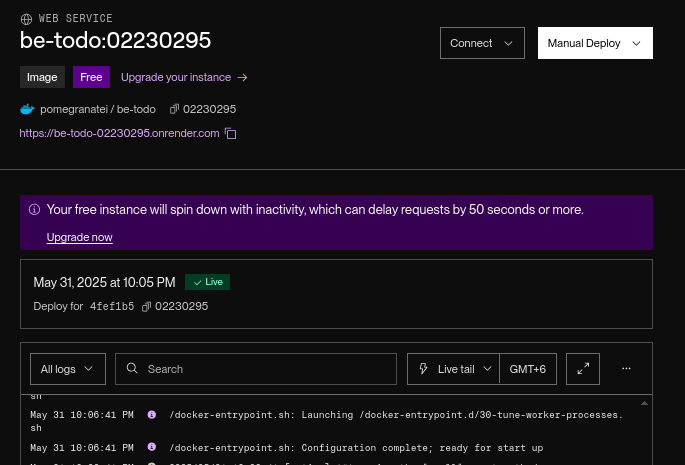 WEB SERVICE
be-todo:02230295
Connect
Manual Deploy
Image Free Upgrade your instance →
pomegranatei / be-todo 02230295
https://be-todo-02230295.onrender.com
Your free instance will spin down with inactivity, which can delay requests by 50 seconds or more.
Upgrade now
May 31, 2025 at 10:05 PM ✓ Live
Deploy for 4fef1b5 02230295
All logs Search Live tail GMT+6 ...
sh
May 31 10:06:41 PM /docker-entrypoint.sh: Launching /docker-entrypoint.d/30-tune-worker-processes.
sh
May 31 10:06:41 PM /docker-entrypoint.sh: Configuration complete; ready for start up